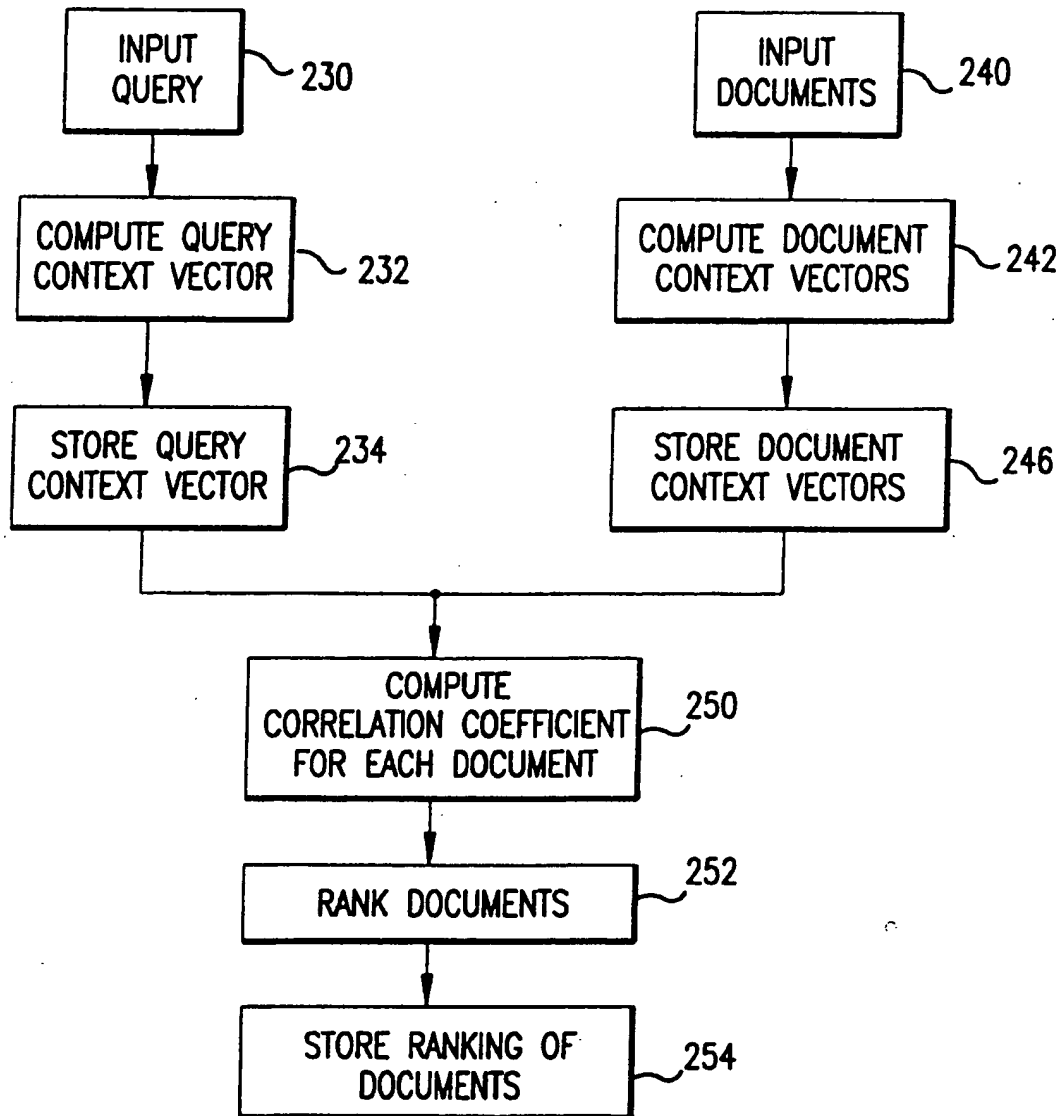 INPUT
QUERY
230
COMPUTE QUERY
CONTEXT VECTOR
232
STORE QUERY
CONTEXT VECTOR
234
INPUT
DOCUMENTS
240
COMPUTE DOCUMENT
CONTEXT VECTORS
242
STORE DOCUMENT
CONTEXT VECTORS
246
COMPUTE
CORRELATION COEFFICIENT
FOR EACH DOCUMENT
250
RANK DOCUMENTS
252
STORE RANKING OF
DOCUMENTS
254